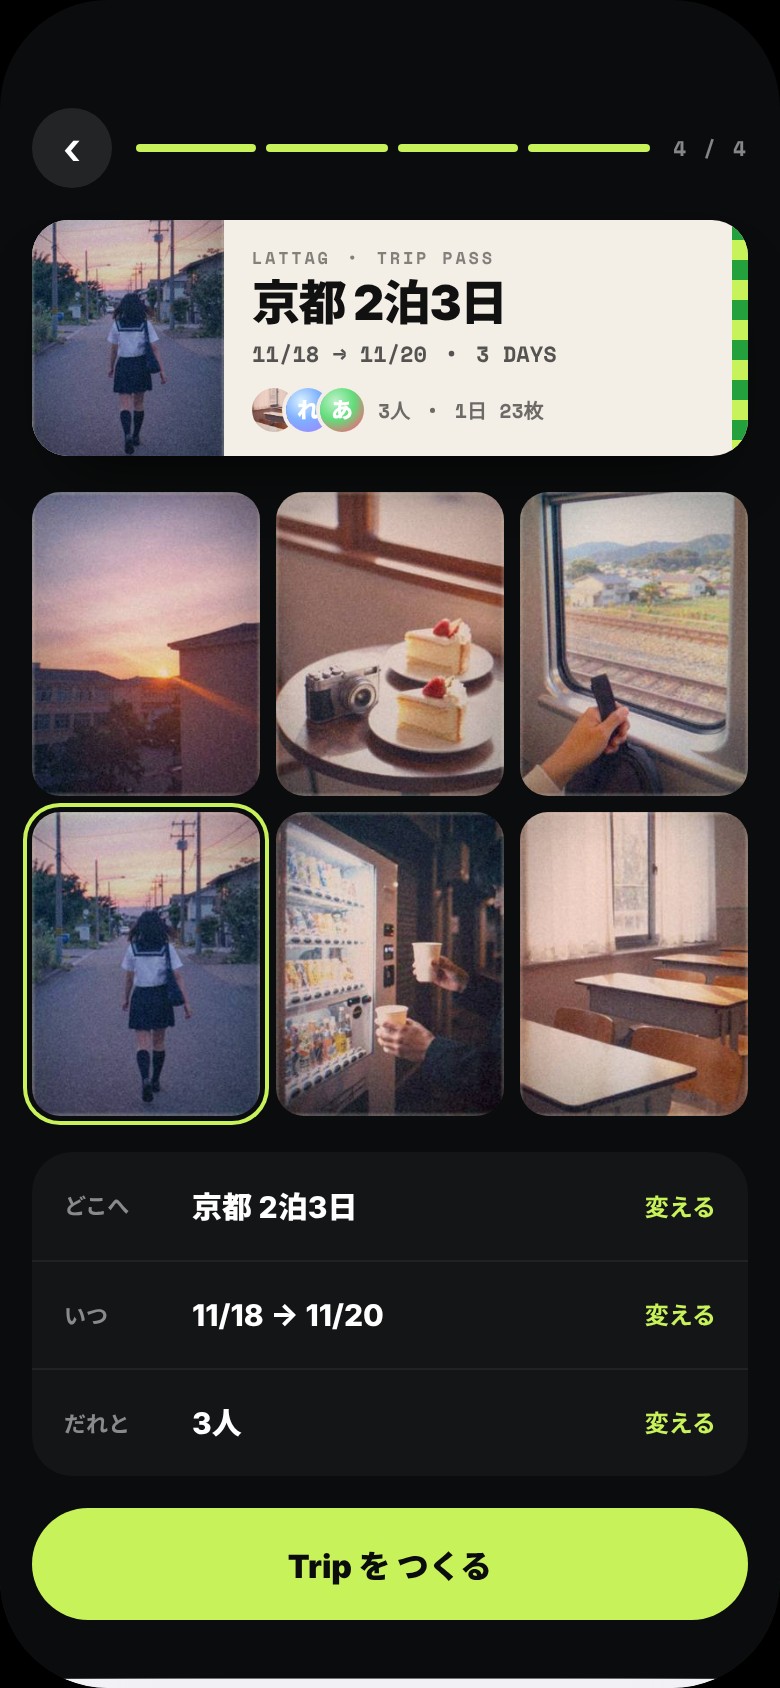 4 / 4
LATTAG • TRIP PASS
京都 2泊3日
11/18 → 11/20 • 3 DAYS
れ あ 3人 • 1日 23枚
どこへ 京都 2泊3日 変える
いつ 11/18 → 11/20 変える
だれと 3人 変える
Trip を つくる